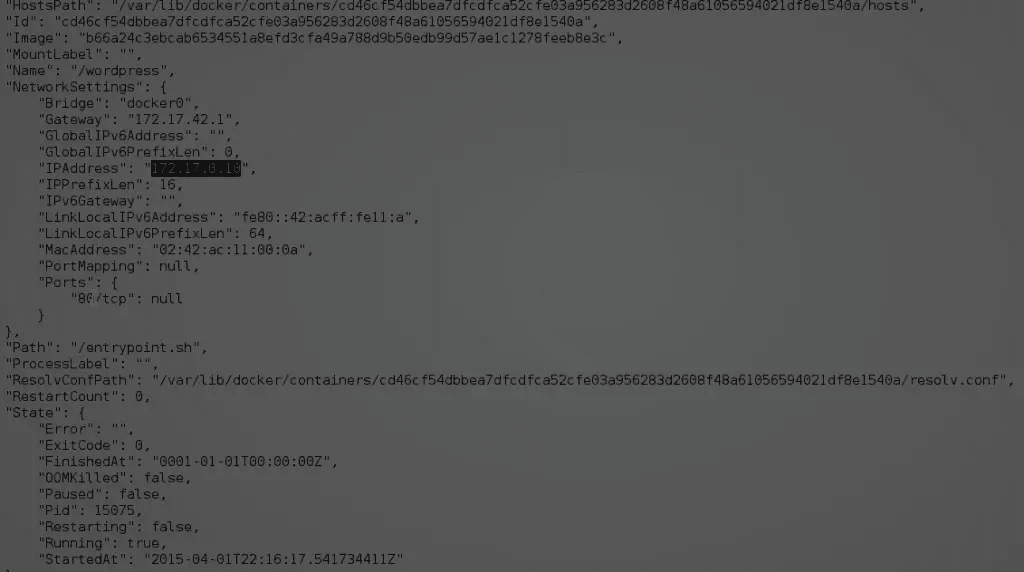 "HostsPath": "/var/lib/docker/containers/cd46cf54dbbea7dfcdfca52cfe03a956283d2608f48a61056594021df8e1540a/hosts",
"Id": "cd46cf54dbbea7dfcdfca52cfe03a956283d2608f48a61056594021df8e1540a",
"Image": "b66a24c3ebcab6534551a8efd3cfa49a788d9b50edb99d57ae1c1278feeb8e3c",
"MountLabel": "",
"Name": "/wordpress",
"NetworkSettings": {
    "Bridge": "docker0",
    "Gateway": "172.17.42.1",
    "GlobalIPv6Address": "",
    "GlobalIPv6PrefixLen": 0,
    "IPAddress": "172.17.0.10",
    "IPPrefixLen": 16,
    "IPv6Gateway": "",
    "LinkLocalIPv6Address": "fe80::42:acff:fe11:a",
    "LinkLocalIPv6PrefixLen": 64,
    "MacAddress": "02:42:ac:11:00:0a",
    "PortMapping": null,
    "Ports": {
        "80/tcp": null
    }
},
"Path": "/entrypoint.sh",
"ProcessLabel": "",
"ResolvConfPath": "/var/lib/docker/containers/cd46cf54dbbea7dfcdfca52cfe03a956283d2608f48a61056594021df8e1540a/resolv.conf",
"RestartCount": 0,
"State": {
    "Error": "",
    "ExitCode": 0,
    "FinishedAt": "0001-01-01T00:00:00Z",
    "OOMKilled": false,
    "Paused": false,
    "Pid": 15075,
    "Restarting": false,
    "Running": true,
    "StartedAt": "2015-04-01T22:16:17.541734411Z"